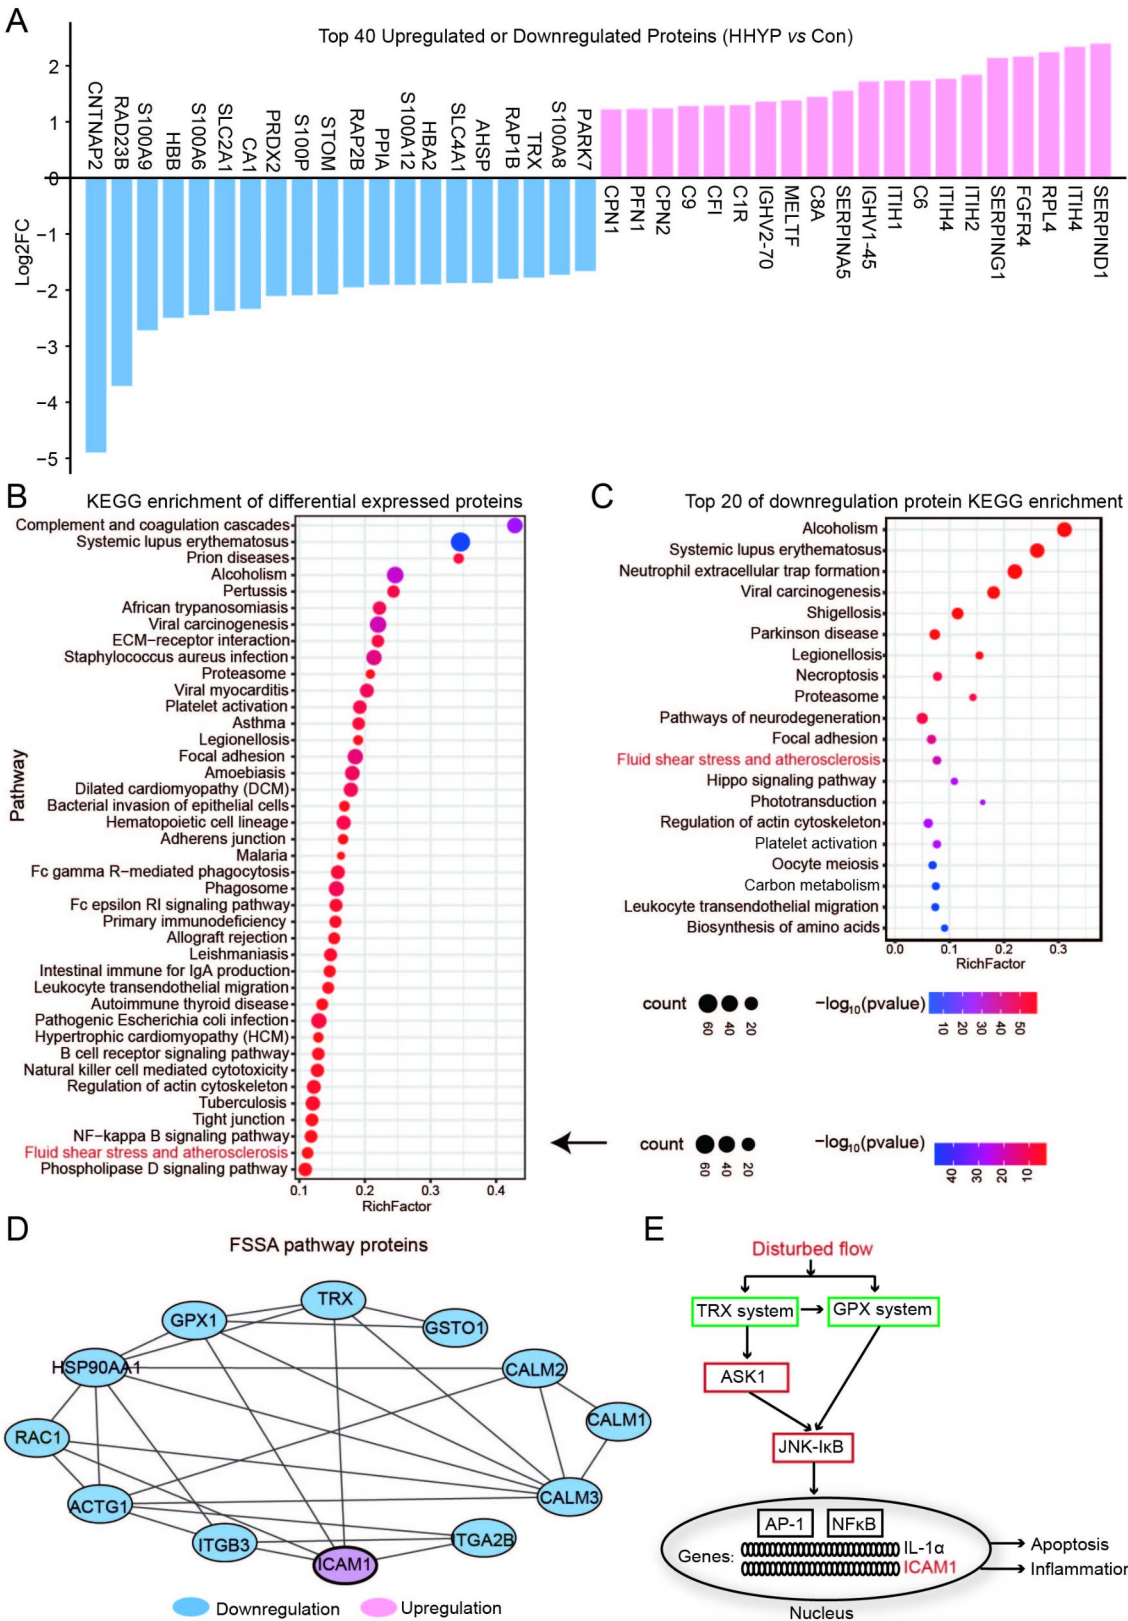 A
Top 40 Upregulated or Downregulated Proteins (HHYP vs Con)
Log2FC
2
1
0
−1
−2
−3
−4
−5
CNTNAP2
RAD23B
S100A9
HBB
S100A6
SLC2A1
CA1
PRDX2
S100P
STOM
RAP2B
PPIA
S100A12
HBA2
SLC4A1
AHSP
RAP1B
TRX
S100A8
PARK7
CPN1
PFN1
CPN2
C9
CFI
C1R
IGHV2-70
MELTF
C8A
SERPINA5
IGHV1-45
ITIH1
C6
ITIH4
ITIH2
SERPING1
FGFR4
RPL4
ITIH4
SERPIND1
B
KEGG enrichment of differential expressed proteins
Pathway
Complement and coagulation cascades
Systemic lupus erythematosus
Prion diseases
Alcoholism
Pertussis
African trypanosomiasis
Viral carcinogenesis
ECM−receptor interaction
Staphylococcus aureus infection
Proteasome
Viral myocarditis
Platelet activation
Asthma
Legionellosis
Focal adhesion
Amoebiasis
Dilated cardiomyopathy (DCM)
Bacterial invasion of epithelial cells
Hematopoietic cell lineage
Adherens junction
Malaria
Fc gamma R−mediated phagocytosis
Phagosome
Fc epsilon RI signaling pathway
Primary immunodeficiency
Allograft rejection
Leishmaniasis
Intestinal immune for IgA production
Leukocyte transendothelial migration
Autoimmune thyroid disease
Pathogenic Escherichia coli infection
Hypertrophic cardiomyopathy (HCM)
B cell receptor signaling pathway
Natural killer cell mediated cytotoxicity
Regulation of actin cytoskeleton
Tuberculosis
Tight junction
NF−kappa B signaling pathway
Fluid shear stress and atherosclerosis
Phospholipase D signaling pathway
0.1 0.2 0.3 0.4
RichFactor
C
Top 20 of downregulation protein KEGG enrichment
Alcoholism
Systemic lupus erythematosus
Neutrophil extracellular trap formation
Viral carcinogenesis
Shigellosis
Parkinson disease
Legionellosis
Necroptosis
Proteasome
Pathways of neurodegeneration
Focal adhesion
Fluid shear stress and atherosclerosis
Hippo signaling pathway
Phototransduction
Regulation of actin cytoskeleton
Platelet activation
Oocyte meiosis
Carbon metabolism
Leukocyte transendothelial migration
Biosynthesis of amino acids
0.0 0.1 0.2 0.3
RichFactor
count
60 40 20
−log10(pvalue)
10 20 30 40 50
count
60 40 20
−log10(pvalue)
40 30 20 10
D
FSSA pathway proteins
TRX
GPX1
GSTO1
HSP90AA1
CALM2
CALM1
RAC1
CALM3
ACTG1
ITGB3
ITGA2B
ICAM1
Downregulation
Upregulation
E
Disturbed flow
TRX system
GPX system
ASK1
JNK-IκB
AP-1
NFκB
Genes:
IL-1α
ICAM1
Apoptosis
Inflammation
Nucleus